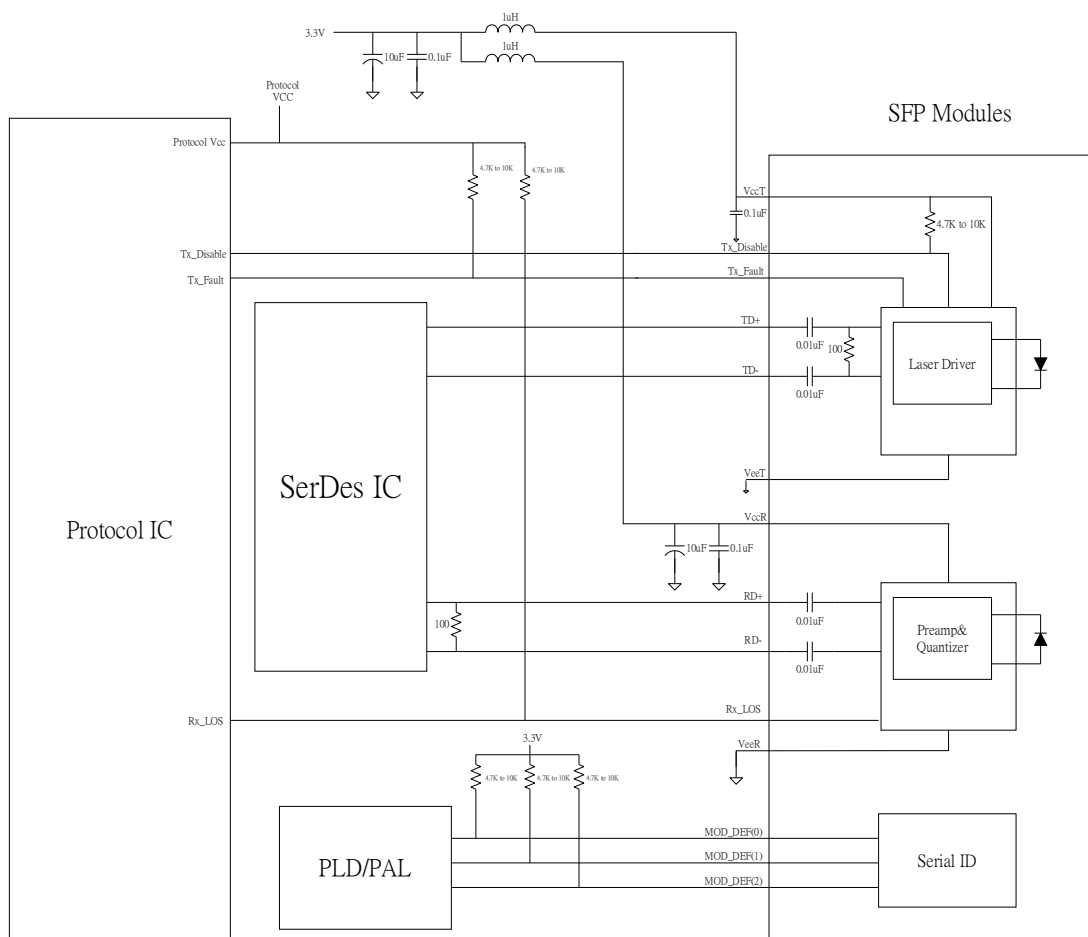 1uH
3.3V
1uH
10uF
0.1uF
Protocol
VCC
SFP Modules
Protocol Vcc
4.7K to 10K
4.7K to 10K
VccT
0.1uF
4.7K to 10K
Tx_Disable
Tx_Disable
Tx_Fault
Tx_Fault
TD+
0.01uF
100
Laser Driver
TD-
0.01uF
SerDes IC
VeeT
Protocol IC
VccR
10uF
0.1uF
RD+
0.01uF
100
Preamp&
Quantizer
RD-
0.01uF
Rx_LOS
Rx_LOS
3.3V
VeeR
4.7K to 10K
4.7K to 10K
4.7K to 10K
MOD_DEF(0)
PLD/PAL
MOD_DEF(1)
Serial ID
MOD_DEF(2)